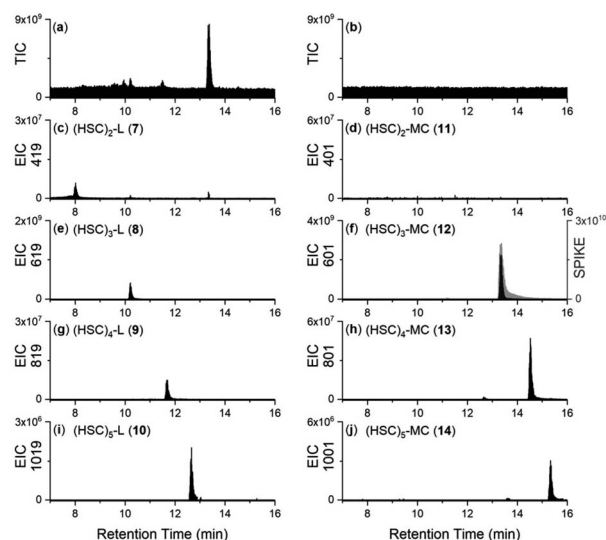 9x10⁹
(a)
TIC
0
8 10 12 14 16
9x10⁹
(b)
TIC
0
8 10 12 14 16
3x10⁷
(c) (HSC)₂-L (7)
EIC
419
0
8 10 12 14 16
6x10⁷
(d) (HSC)₂-MC (11)
EIC
401
0
8 10 12 14 16
2x10⁹
(e) (HSC)₃-L (8)
EIC
619
0
8 10 12 14 16
4x10⁹
(f) (HSC)₃-MC (12)
3x10¹⁰
EIC
601
SPIKE
0
0
8 10 12 14 16
3x10⁷
(g) (HSC)₄-L (9)
EIC
819
0
8 10 12 14 16
6x10⁷
(h) (HSC)₄-MC (13)
EIC
801
0
8 10 12 14 16
3x10⁶
(i) (HSC)₅-L (10)
EIC
1019
0
8 10 12 14 16
Retention Time (min)
6x10⁶
(j) (HSC)₅-MC (14)
EIC
1001
0
8 10 12 14 16
Retention Time (min)